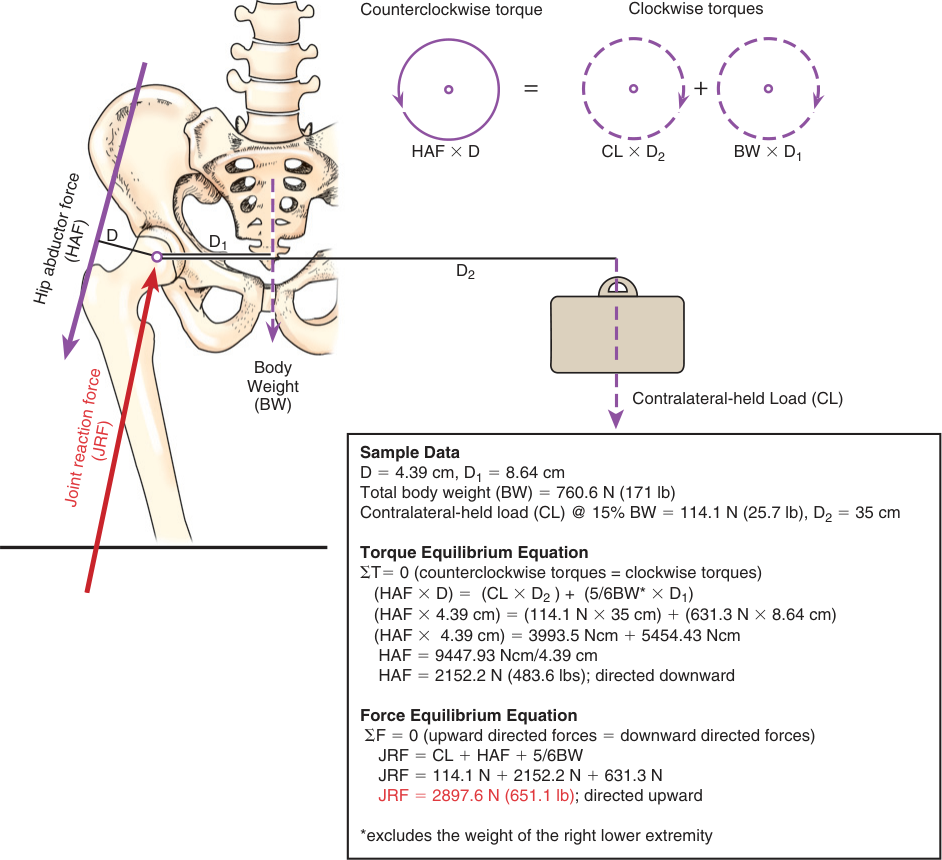 Counterclockwise torque
Clockwise torques
=
+
HAF × D
CL × D2
BW × D1
Hip abductor force
(HAF)
D
D1
D2
Body
Weight
(BW)
Joint reaction force
(JRF)
Contralateral-held Load (CL)
Sample Data
D = 4.39 cm, D1 = 8.64 cm
Total body weight (BW) = 760.6 N (171 lb)
Contralateral-held load (CL) @ 15% BW = 114.1 N (25.7 lb), D2 = 35 cm
Torque Equilibrium Equation
ΣT= 0 (counterclockwise torques = clockwise torques)
(HAF × D) = (CL × D2 ) + (5/6BW* × D1)
(HAF × 4.39 cm) = (114.1 N × 35 cm) + (631.3 N × 8.64 cm)
(HAF × 4.39 cm) = 3993.5 Ncm + 5454.43 Ncm
HAF = 9447.93 Ncm/4.39 cm
HAF = 2152.2 N (483.6 lbs); directed downward
Force Equilibrium Equation
ΣF = 0 (upward directed forces = downward directed forces)
JRF = CL + HAF + 5/6BW
JRF = 114.1 N + 2152.2 N + 631.3 N
JRF = 2897.6 N (651.1 lb); directed upward
*excludes the weight of the right lower extremity